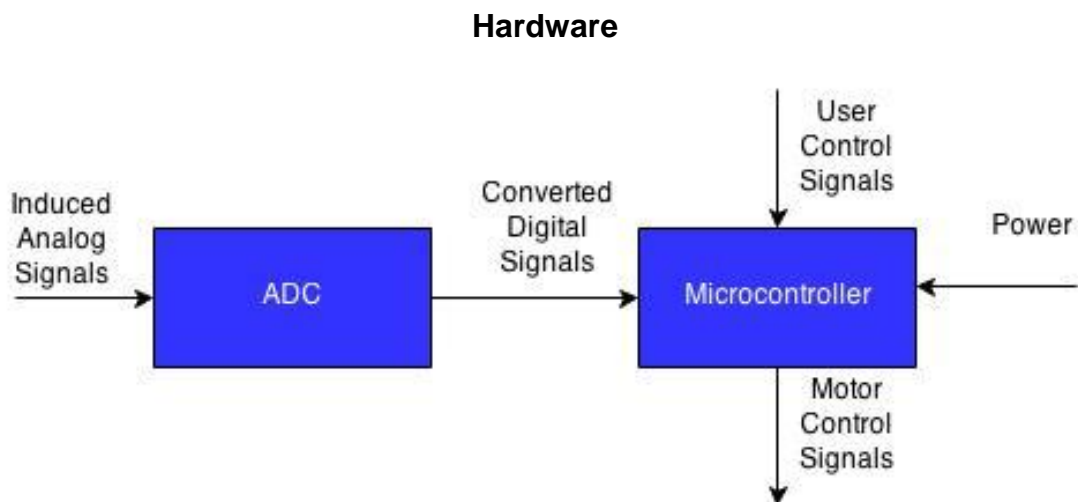 Hardware
User
Control
Signals
Induced
Analog
Signals
Converted
Digital
Signals
Power
ADC
Microcontroller
Motor
Control
Signals